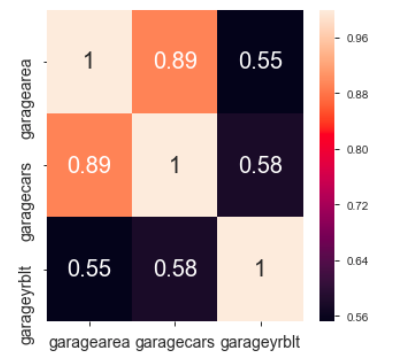 garagearea
garagecars
garageyrblt
1 0.89 0.55
0.89 1 0.58
0.55 0.58 1
garagearea garagecars garageyrblt
0.96
0.88
0.80
0.72
0.64
0.56